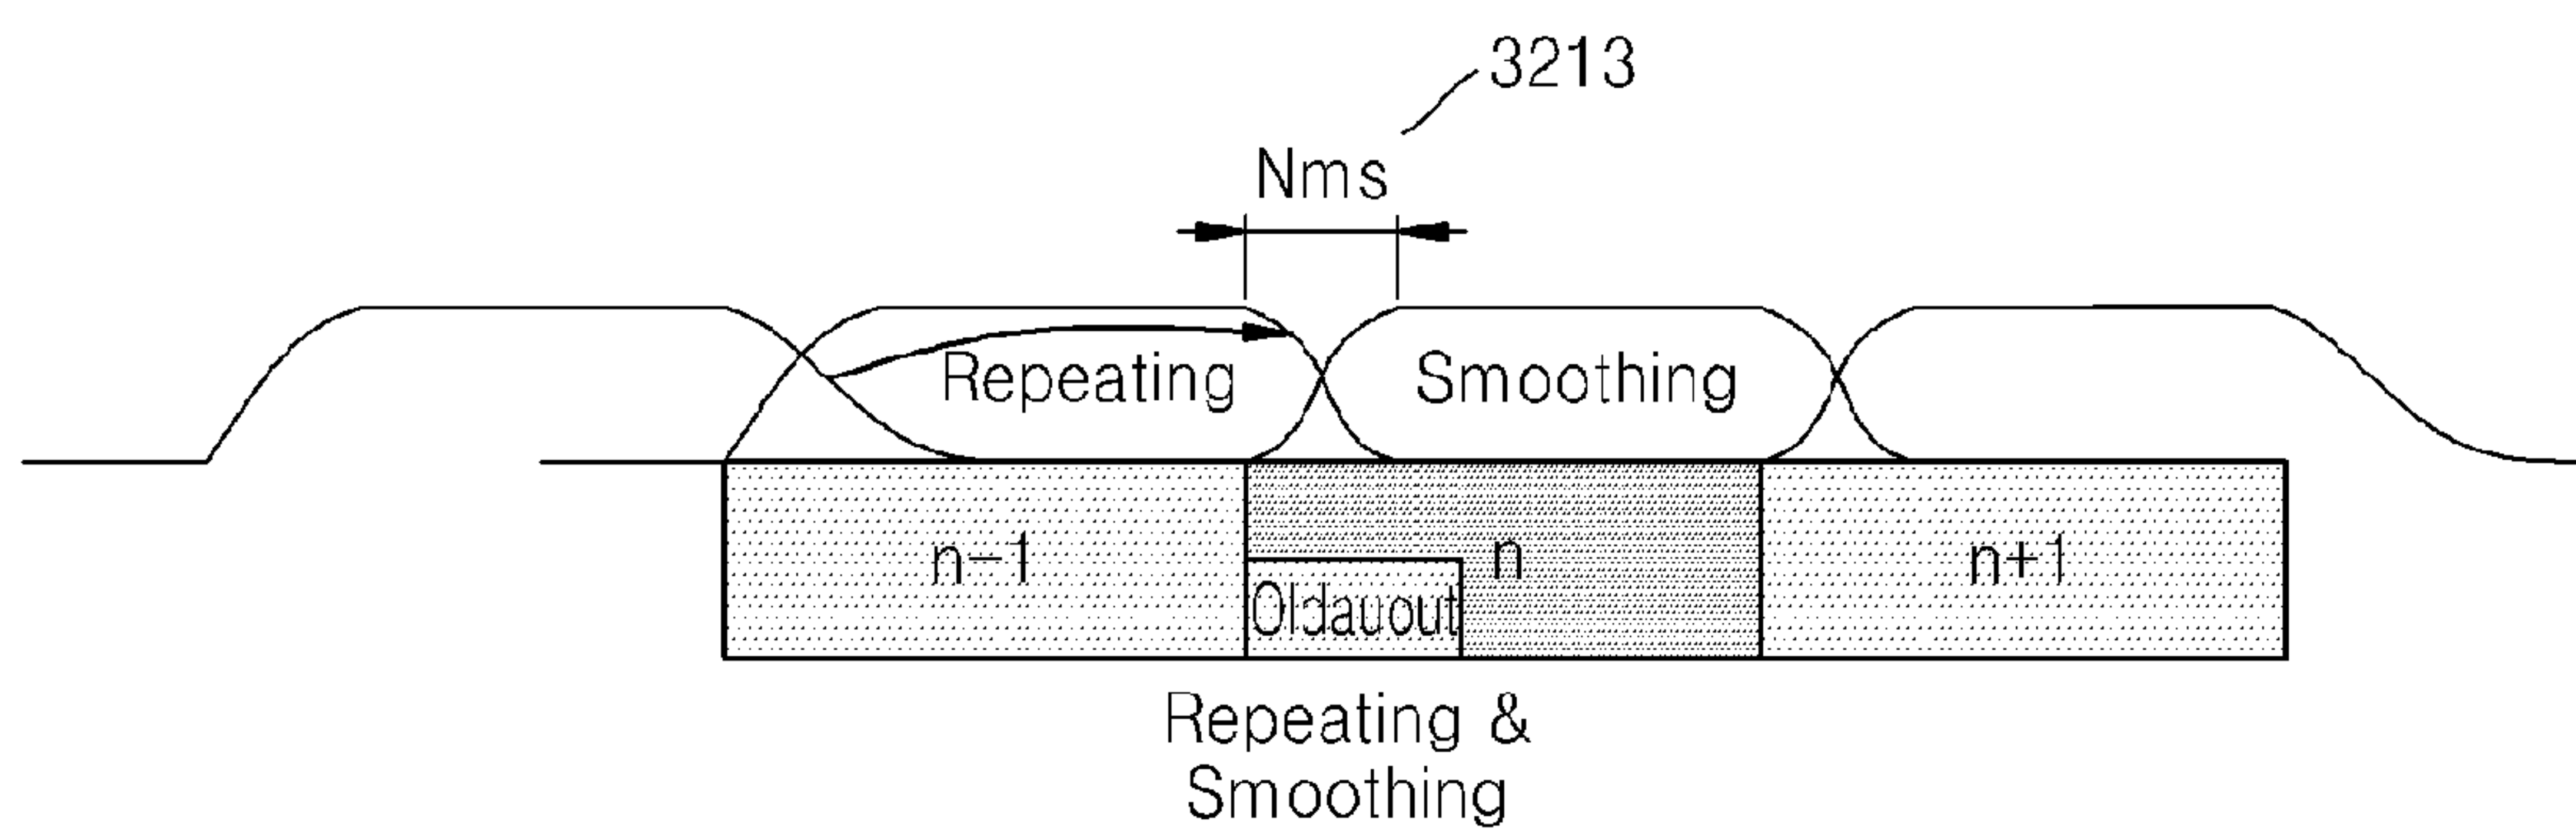 3213
Nms
Repeating
Smoothing
n-1
n
n+1
Oldauout
Repeating &
Smoothing